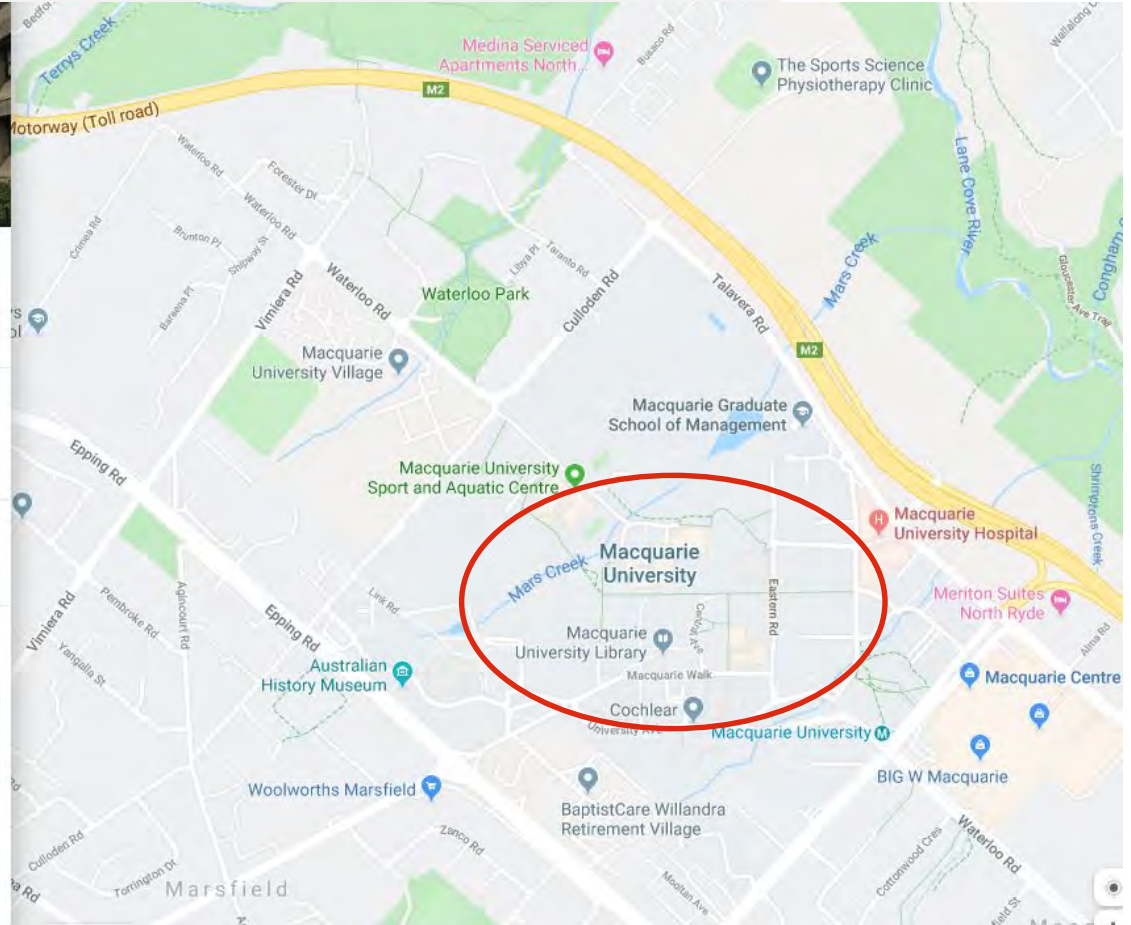 Terrys Creek
Medina Serviced
Apartments North...
Busaco Rd
The Sports Science
Physiotherapy Clinic
M2
Motorway (Toll road)
Lane Cove River
Waterloo Rd
Forester Dr
Crimea Rd
Waterloo Rd
Brunton Pl
Shipway St
Libya Pl
Taranto Rd
Mars Creek
Gloucester Ave Trail
Vimiera Rd
Waterloo Rd
Waterloo Park
Culloden Rd
Talavera Rd
M2
Macquarie
University Village
Macquarie Graduate
School of Management
Epping Rd
Macquarie University
Sport and Aquatic Centre
Macquarie
University Hospital
Shrimptons Creek
Macquarie
University
Mars Creek
Link Rd
Agincourt Rd
Pembroke Rd
Vimiera Rd
Yangalla St
Epping Rd
Central Ave
Eastern Rd
Meriton Suites
North Ryde
Alma Rd
Macquarie
University Library
Australian
History Museum
Macquarie Walk
Macquarie Centre
Cochlear
University Ave
Macquarie University
M
BIG W Macquarie
Woolworths Marsfield
BaptistCare Willandra
Retirement Village
Zanco Rd
Waterloo Rd
Cottonwood Cres
Culloden Rd
Torrington Dr
Marsfield
Mooltan Ave